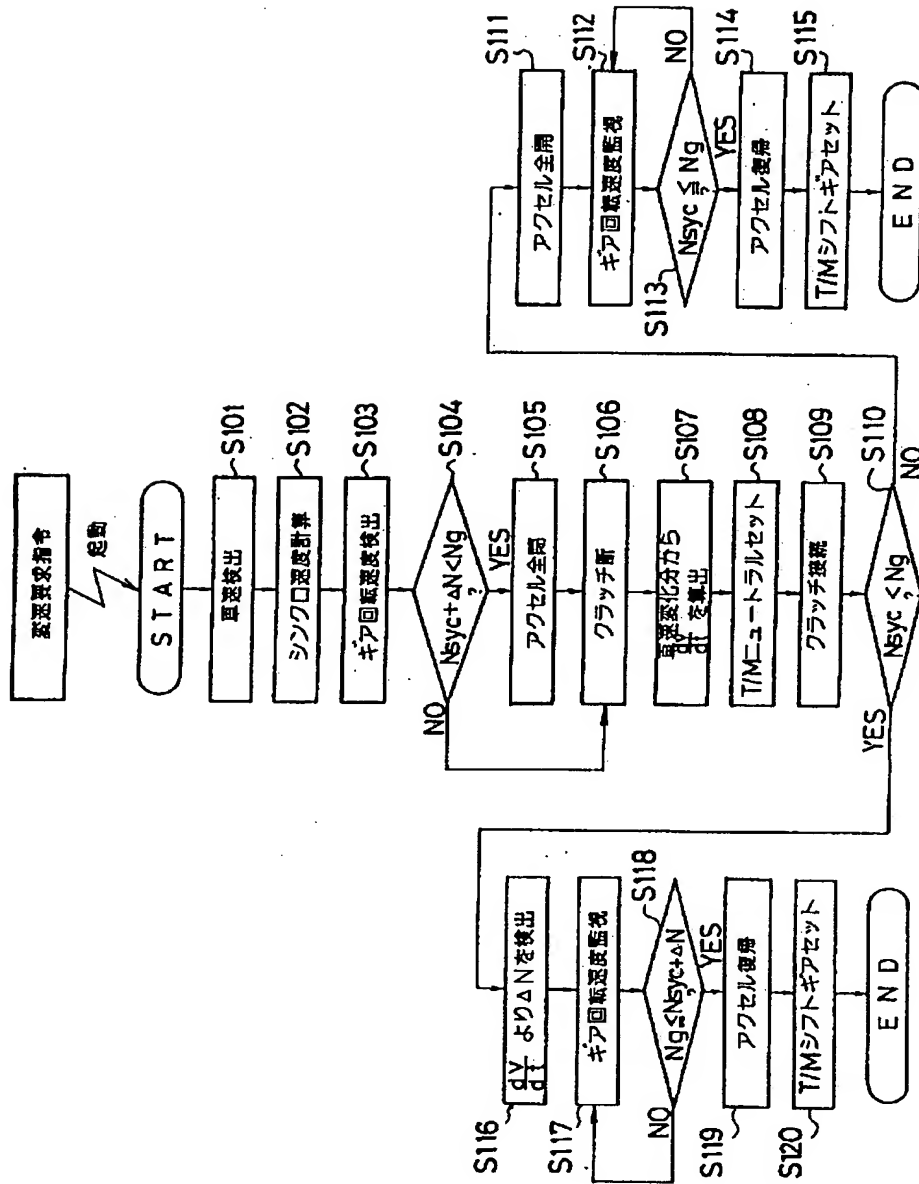 変速要求指令
起動
START
車速検出
S101
シンクロ速度計算
S102
ギア回転速度検出
S103
Nsyc+ΔN<Ng
?
S104
YES
NO
アクセル全閉
S105
クラッチ断
S106
車速変化分から
dV/dt を算出
S107
T/Mニュートラルセット
S108
クラッチ接続
S109
Nsyc<Ng
?
S110
YES
NO
アクセル全開
S111
ギア回転速度監視
S112
Nsyc≦Ng
?
S113
NO
YES
アクセル復帰
S114
T/Mシフトギアセット
S115
END
dV/dt よりΔNを検出
S116
ギア回転速度監視
S117
Ng≦Nsyc+ΔN
?
S118
NO
YES
アクセル復帰
S119
T/Mシフトギアセット
S120
END